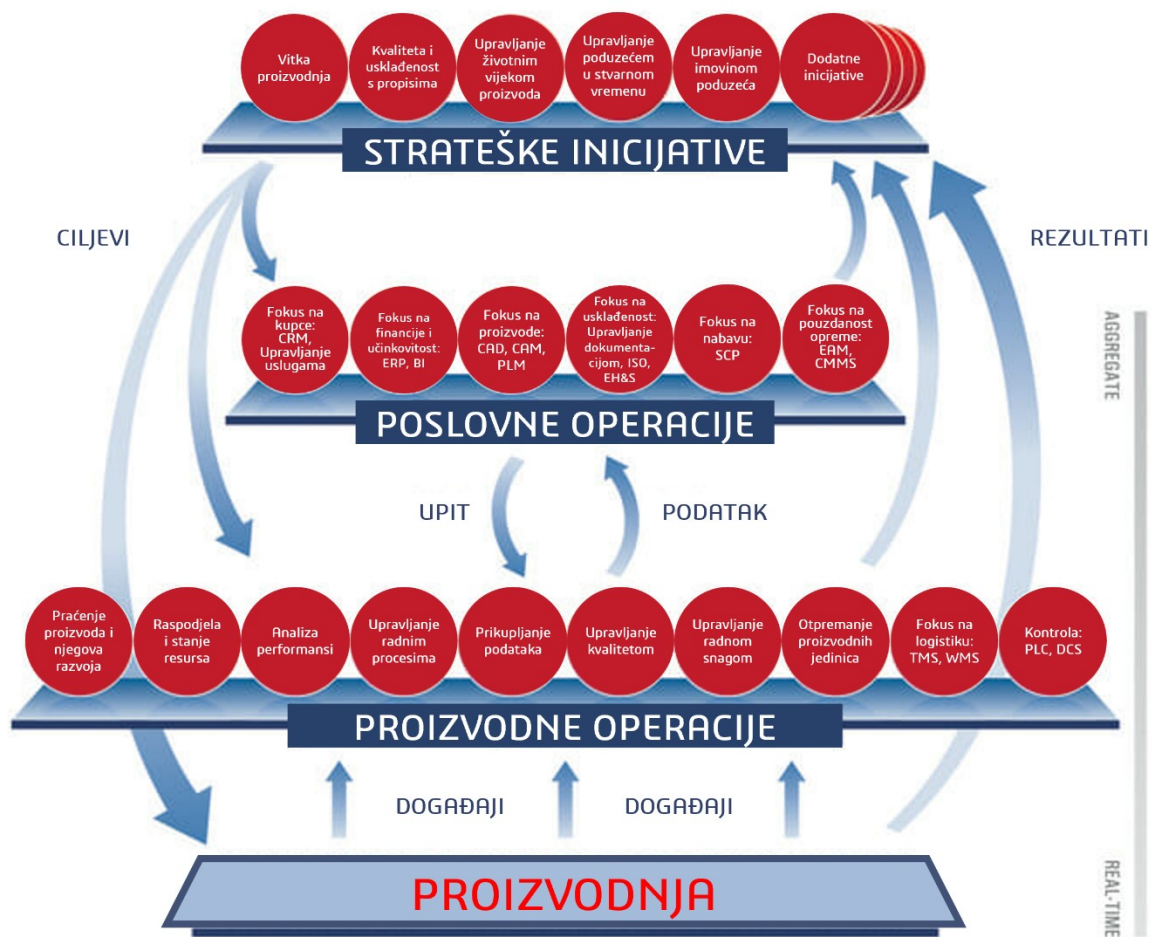 Vitka
proizvodnja
Kvaliteta i
usklađenost
s propisima
Upravljanje
životnim
vijekom
proizvoda
Upravljanje
poduzećem
u stvarnom
vremenu
Upravljanje
imovinom
poduzeća
Dodatne
inicijative
STRATEŠKE INICIJATIVE
CILJEVI
REZULTATI
Fokus na
kupce:
CRM,
Upravljanje
uslugama
Fokus na
financije i
učinkovitost:
ERP, BI
Fokus na
proizvode:
CAD, CAM,
PLM
Fokus na
usklađenost:
Upravljanje
dokumenta-
cijom, ISO,
EH&S
Fokus na
nabavu:
SCP
Fokus na
pouzdanost
opreme:
EAM,
CMMS
AGGREGATE
POSLOVNE OPERACIJE
UPIT
PODATAK
Praćenje
proizvoda i
njegova
razvoja
Raspodjela
i stanje
resursa
Analiza
performansi
Upravljanje
radnim
procesima
Prikupljanje
podataka
Upravljanje
kvalitetom
Upravljanje
radnom
snagom
Otpremanje
proizvodnih
jedinica
Fokus na
logistiku:
TMS, WMS
Kontrola:
PLC, DCS
PROIZVODNE OPERACIJE
DOGAĐAJI
DOGAĐAJI
PROIZVODNJA
REAL-TIME